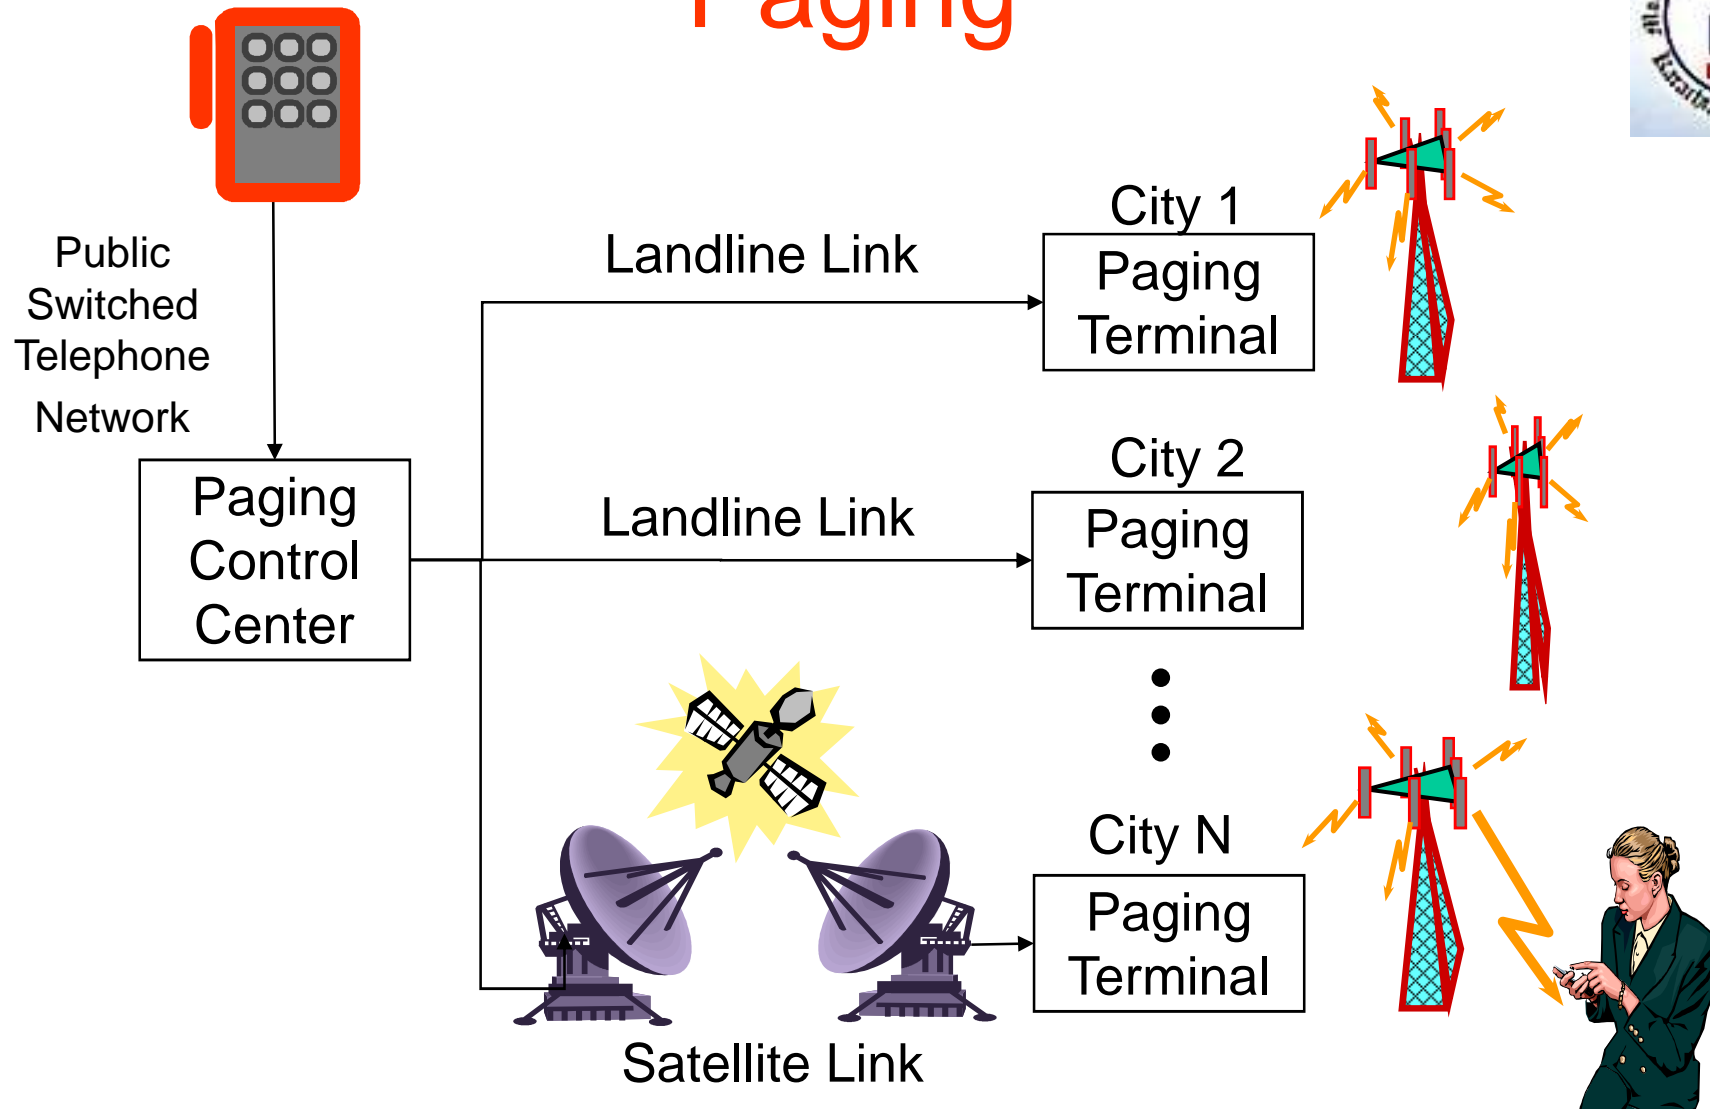 Paging
Public
Switched
Telephone
Network
Paging
Control
Center
Landline Link
Landline Link
Satellite Link
City 1
Paging
Terminal
City 2
Paging
Terminal
City N
Paging
Terminal